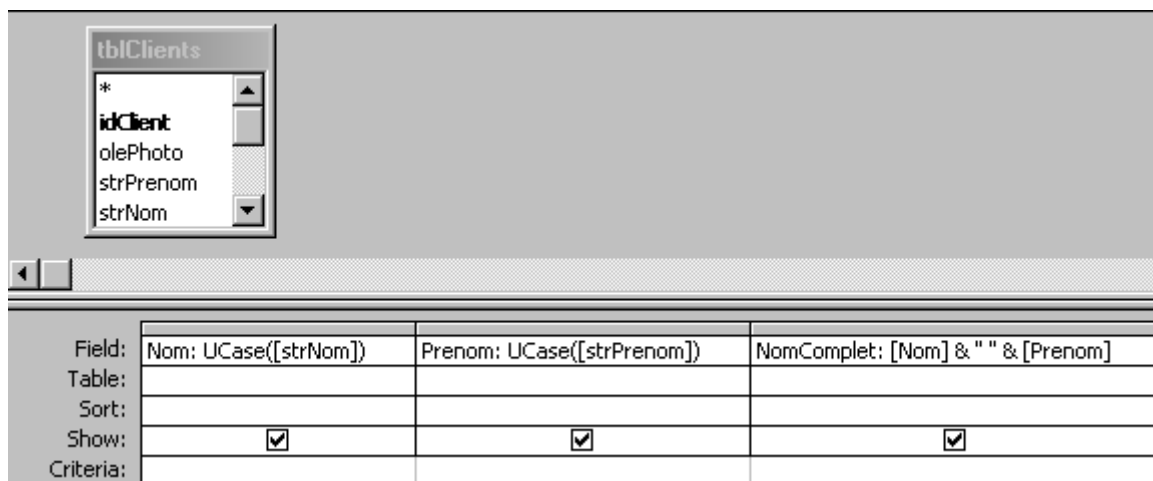 tblClients
*
idClient
olePhoto
strPrenom
strNom
Field: Nom: UCase([strNom]) Prenom: UCase([strPrenom]) NomComplet: [Nom] & " " & [Prenom]
Table:
Sort:
Show:
Criteria: